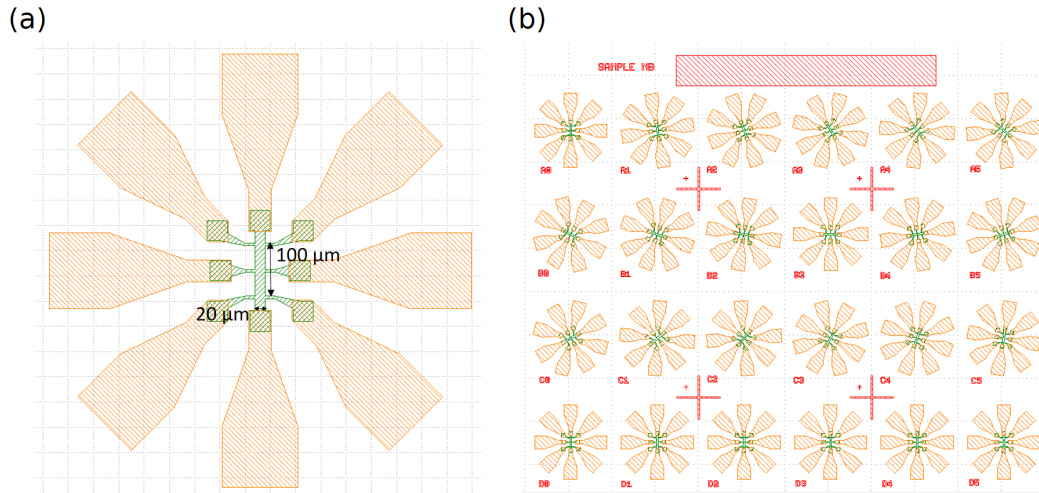 (a)
100 µm
20 µm
(b)
SAMPLE MB
A0 A1 A2 A3 A4 A5
B0 B1 B2 B3 B4 B5
C0 C1 C2 C3 C4 C5
D0 D1 D2 D3 D4 D5